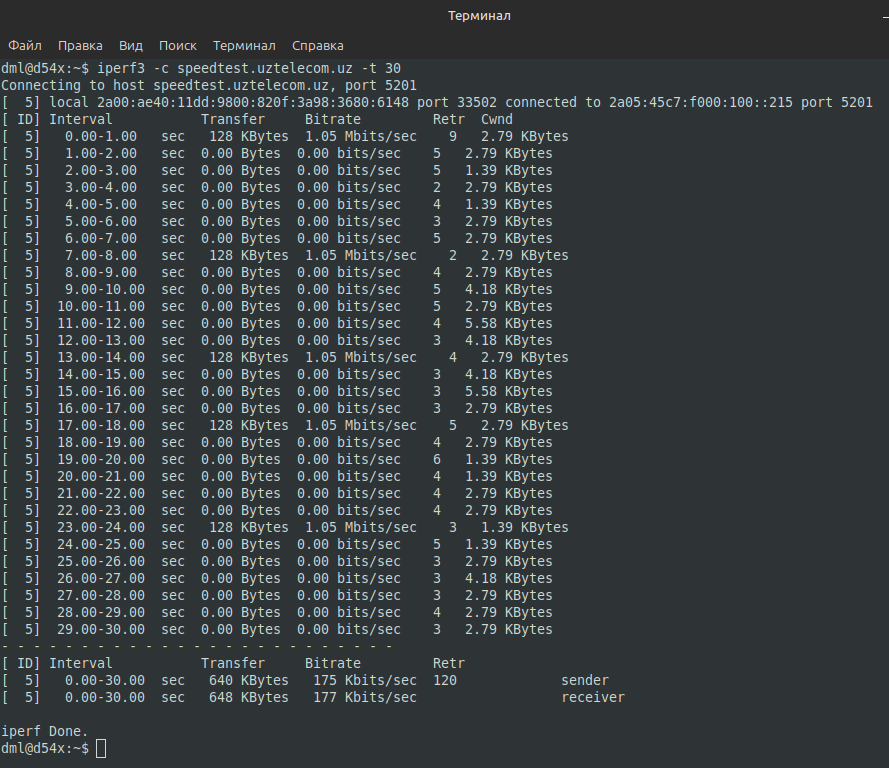 Терминал
Файл Правка Вид Поиск Терминал Справка
dml@d54x:~$ iperf3 -c speedtest.uztelecom.uz -t 30
Connecting to host speedtest.uztelecom.uz, port 5201
[  5] local 2a00:ae40:11dd:9800:820f:3a98:3680:6148 port 33502 connected to 2a05:45c7:f000:100::215 port 5201
[ ID] Interval           Transfer     Bitrate         Retr  Cwnd
[  5]   0.00-1.00   sec   128 KBytes  1.05 Mbits/sec    9   2.79 KBytes
[  5]   1.00-2.00   sec  0.00 Bytes  0.00 bits/sec    5   2.79 KBytes
[  5]   2.00-3.00   sec  0.00 Bytes  0.00 bits/sec    5   1.39 KBytes
[  5]   3.00-4.00   sec  0.00 Bytes  0.00 bits/sec    2   2.79 KBytes
[  5]   4.00-5.00   sec  0.00 Bytes  0.00 bits/sec    4   1.39 KBytes
[  5]   5.00-6.00   sec  0.00 Bytes  0.00 bits/sec    3   2.79 KBytes
[  5]   6.00-7.00   sec  0.00 Bytes  0.00 bits/sec    5   2.79 KBytes
[  5]   7.00-8.00   sec   128 KBytes  1.05 Mbits/sec    2   2.79 KBytes
[  5]   8.00-9.00   sec  0.00 Bytes  0.00 bits/sec    4   2.79 KBytes
[  5]   9.00-10.00  sec  0.00 Bytes  0.00 bits/sec    5   4.18 KBytes
[  5]  10.00-11.00  sec  0.00 Bytes  0.00 bits/sec    5   2.79 KBytes
[  5]  11.00-12.00  sec  0.00 Bytes  0.00 bits/sec    4   5.58 KBytes
[  5]  12.00-13.00  sec  0.00 Bytes  0.00 bits/sec    3   4.18 KBytes
[  5]  13.00-14.00  sec   128 KBytes  1.05 Mbits/sec    4   2.79 KBytes
[  5]  14.00-15.00  sec  0.00 Bytes  0.00 bits/sec    3   4.18 KBytes
[  5]  15.00-16.00  sec  0.00 Bytes  0.00 bits/sec    3   5.58 KBytes
[  5]  16.00-17.00  sec  0.00 Bytes  0.00 bits/sec    3   2.79 KBytes
[  5]  17.00-18.00  sec   128 KBytes  1.05 Mbits/sec    5   2.79 KBytes
[  5]  18.00-19.00  sec  0.00 Bytes  0.00 bits/sec    4   2.79 KBytes
[  5]  19.00-20.00  sec  0.00 Bytes  0.00 bits/sec    6   1.39 KBytes
[  5]  20.00-21.00  sec  0.00 Bytes  0.00 bits/sec    4   1.39 KBytes
[  5]  21.00-22.00  sec  0.00 Bytes  0.00 bits/sec    4   2.79 KBytes
[  5]  22.00-23.00  sec  0.00 Bytes  0.00 bits/sec    4   2.79 KBytes
[  5]  23.00-24.00  sec   128 KBytes  1.05 Mbits/sec    3   1.39 KBytes
[  5]  24.00-25.00  sec  0.00 Bytes  0.00 bits/sec    5   1.39 KBytes
[  5]  25.00-26.00  sec  0.00 Bytes  0.00 bits/sec    3   2.79 KBytes
[  5]  26.00-27.00  sec  0.00 Bytes  0.00 bits/sec    3   4.18 KBytes
[  5]  27.00-28.00  sec  0.00 Bytes  0.00 bits/sec    3   2.79 KBytes
[  5]  28.00-29.00  sec  0.00 Bytes  0.00 bits/sec    4   2.79 KBytes
[  5]  29.00-30.00  sec  0.00 Bytes  0.00 bits/sec    3   2.79 KBytes
- - - - - - - - - - - - - - - - - - - - - - - - -
[ ID] Interval           Transfer     Bitrate         Retr
[  5]   0.00-30.00  sec   640 KBytes   175 Kbits/sec  120             sender
[  5]   0.00-30.00  sec   648 KBytes   177 Kbits/sec                  receiver
iperf Done.
dml@d54x:~$